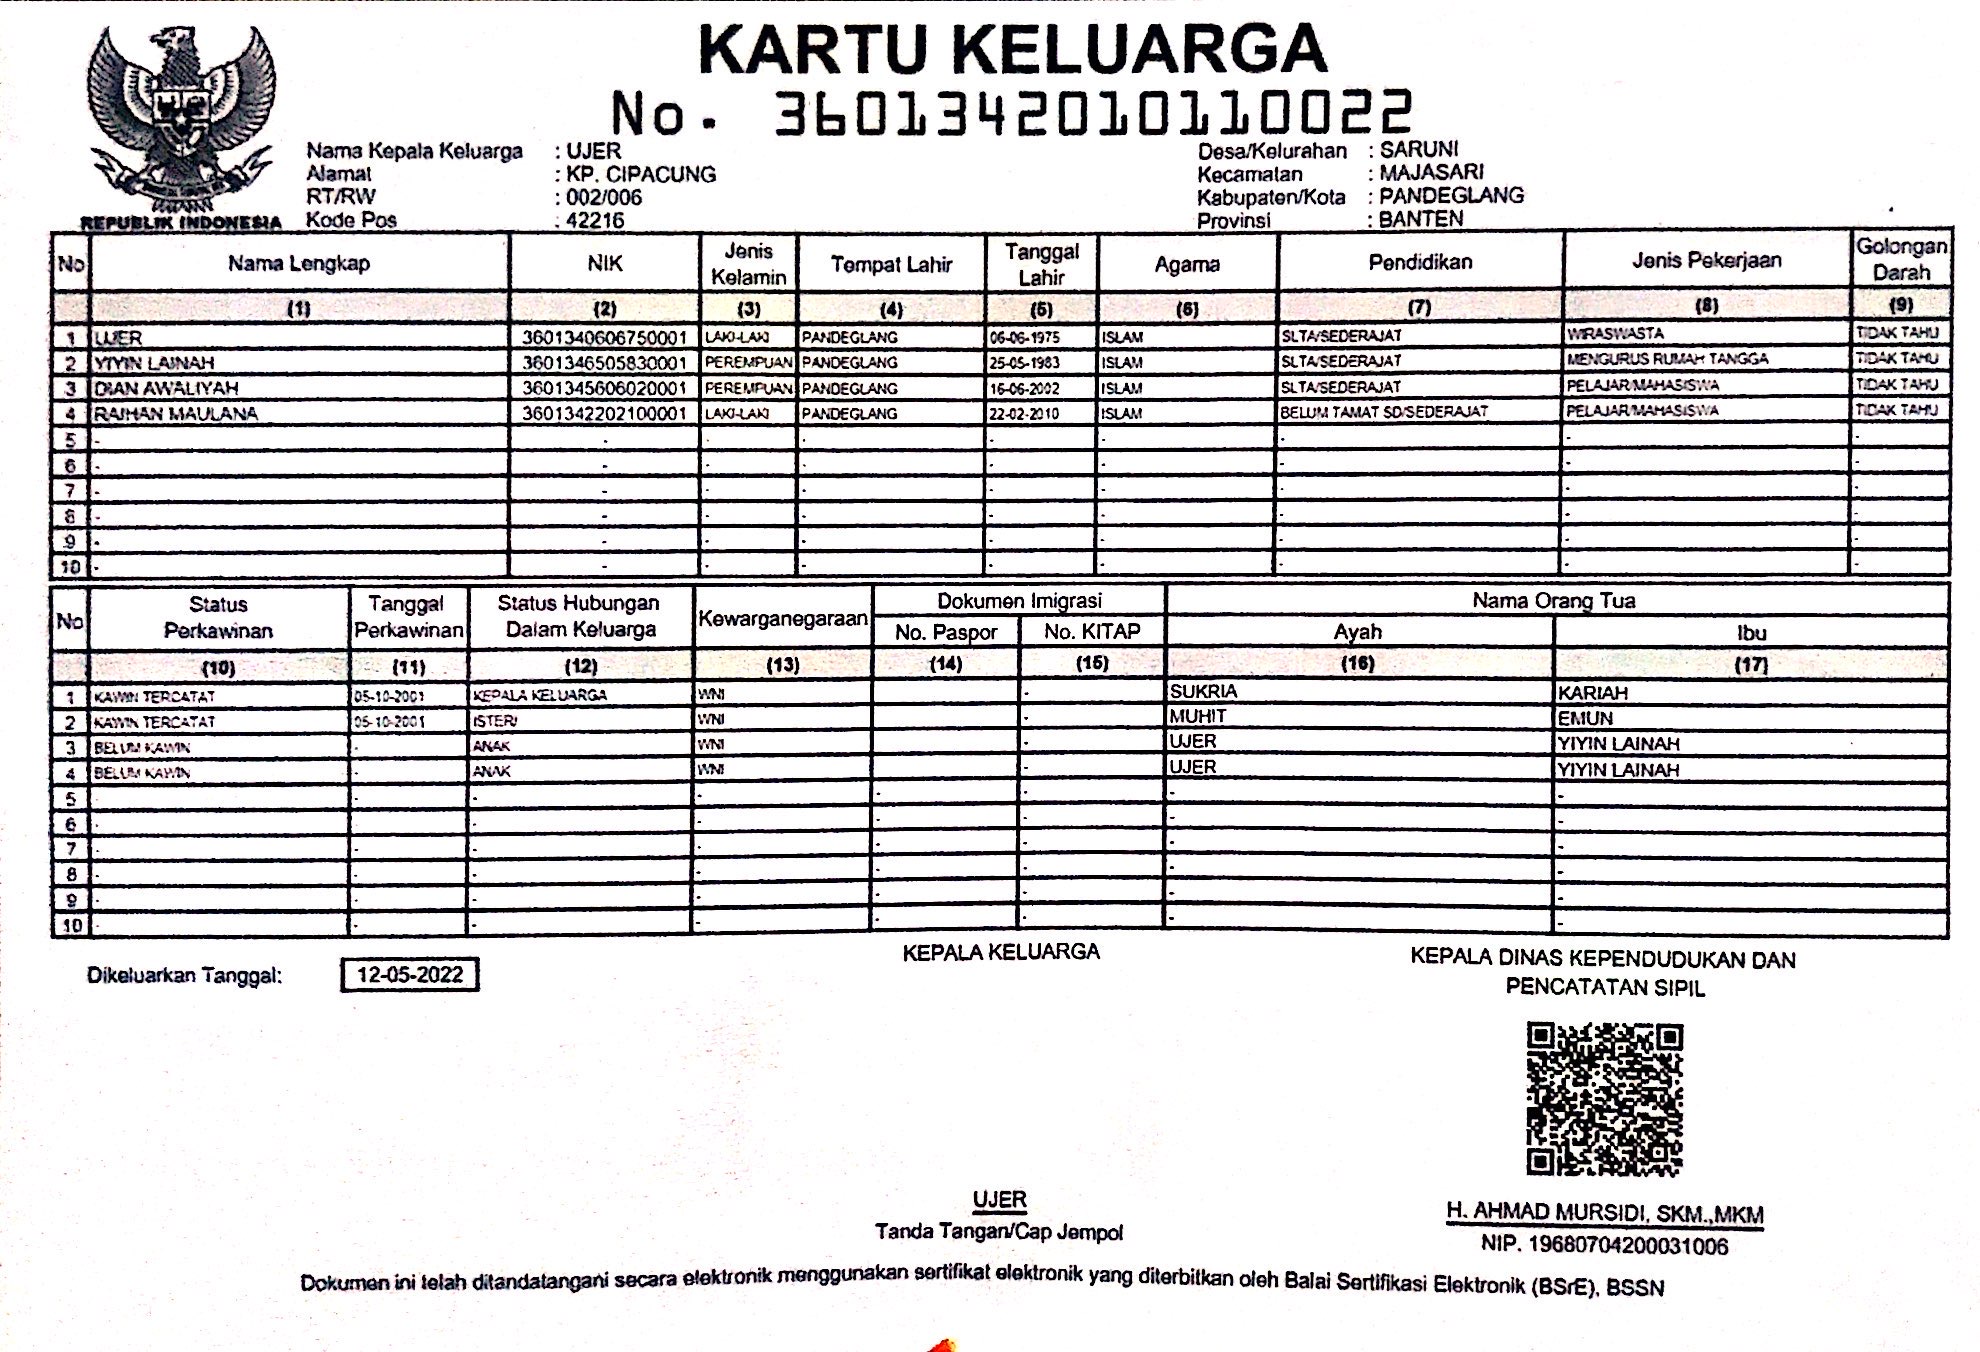 KARTU KELUARGA
No. 3601342010110022
REPUBLIK INDONESIA
Nama Kepala Keluarga : UJER
Alamat : KP. CIPACUNG
RT/RW : 002/006
Kode Pos : 42216
Desa/Kelurahan : SARUNI
Kecamatan : MAJASARI
Kabupaten/Kota : PANDEGLANG
Provinsi : BANTEN
No Nama Lengkap NIK Jenis Kelamin Tempat Lahir Tanggal Lahir Agama Pendidikan Jenis Pekerjaan Golongan Darah
(1) (2) (3) (4) (5) (6) (7) (8) (9)
1 UJER 3601340606750001 LAKI-LAKI PANDEGLANG 06-06-1975 ISLAM SLTA/SEDERAJAT WIRASWASTA TIDAK TAHU
2 YIYIN LAINAH 3601346505830001 PEREMPUAN PANDEGLANG 25-05-1983 ISLAM SLTA/SEDERAJAT MENGURUS RUMAH TANGGA TIDAK TAHU
3 DIAN AWALIYAH 3601345606020001 PEREMPUAN PANDEGLANG 16-06-2002 ISLAM SLTA/SEDERAJAT PELAJAR/MAHASISWA TIDAK TAHU
4 RAIHAN MAULANA 3601342202100001 LAKI-LAKI PANDEGLANG 22-02-2010 ISLAM BELUM TAMAT SD/SEDERAJAT PELAJAR/MAHASISWA TIDAK TAHU
5 - - - - - - - - -
6 - - - - - - - - -
7 - - - - - - - - -
8 - - - - - - - - -
9 - - - - - - - - -
10 - - - - - - - - -
No Status Perkawinan Tanggal Perkawinan Status Hubungan Dalam Keluarga Kewarganegaraan Dokumen Imigrasi Nama Orang Tua
No. Paspor No. KITAP Ayah Ibu
(10) (11) (12) (13) (14) (15) (16) (17)
1 KAWIN TERCATAT 05-10-2001 KEPALA KELUARGA WNI - SUKRIA KARIAH
2 KAWIN TERCATAT 05-10-2001 ISTERI WNI - MUHIT EMUN
3 BELUM KAWIN - ANAK WNI - UJER YIYIN LAINAH
4 BELUM KAWIN - ANAK WNI - UJER YIYIN LAINAH
5 - - - - - - - -
6 - - - - - - - -
7 - - - - - - - -
8 - - - - - - - -
9 - - - - - - - -
10 - - - - - - - -
Dikeluarkan Tanggal: 12-05-2022
KEPALA KELUARGA
UJER
Tanda Tangan/Cap Jempol
KEPALA DINAS KEPENDUDUKAN DAN
PENCATATAN SIPIL
H. AHMAD MURSIDI, SKM.,MKM
NIP. 19680704200031006
Dokumen ini telah ditandatangani secara elektronik menggunakan sertifikat elektronik yang diterbitkan oleh Balai Sertifikasi Elektronik (BSrE), BSSN